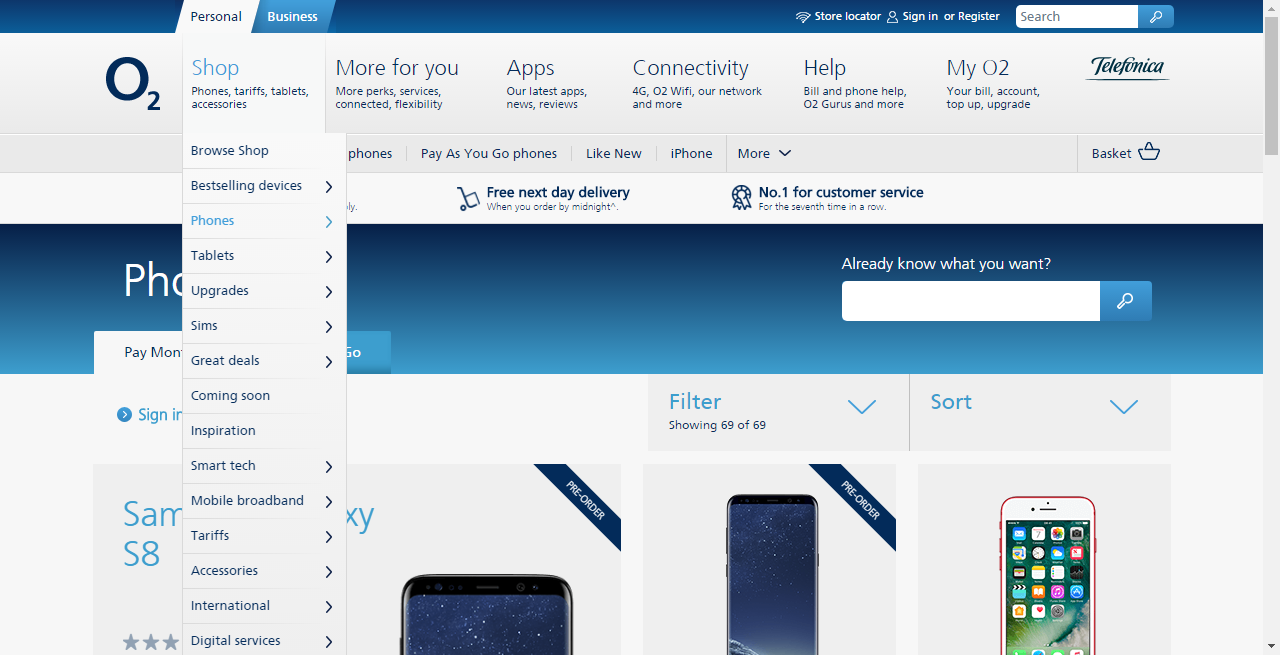 Personal
Business
Store locator
Sign in or Register
Search
O2
Shop
Phones, tariffs, tablets,
accessories
More for you
More perks, services,
connected, flexibility
Apps
Our latest apps,
news, reviews
Connectivity
4G, O2 Wifi, our network
and more
Help
Bill and phone help,
O2 Gurus and more
My O2
Your bill, account,
top up, upgrade
Telefónica
Browse Shop
Bestselling devices
Phones
Tablets
Upgrades
Sims
Great deals
Coming soon
Inspiration
Smart tech
Mobile broadband
Tariffs
Accessories
International
Digital services
phones
Pay As You Go phones
Like New
iPhone
More
Basket
Free next day delivery
When you order by midnight^.
No.1 for customer service
For the seventh time in a row.
Already know what you want?
Pay Mon
Go
Sign in
Filter
Showing 69 of 69
Sort
S8
PRE-ORDER
PRE-ORDER